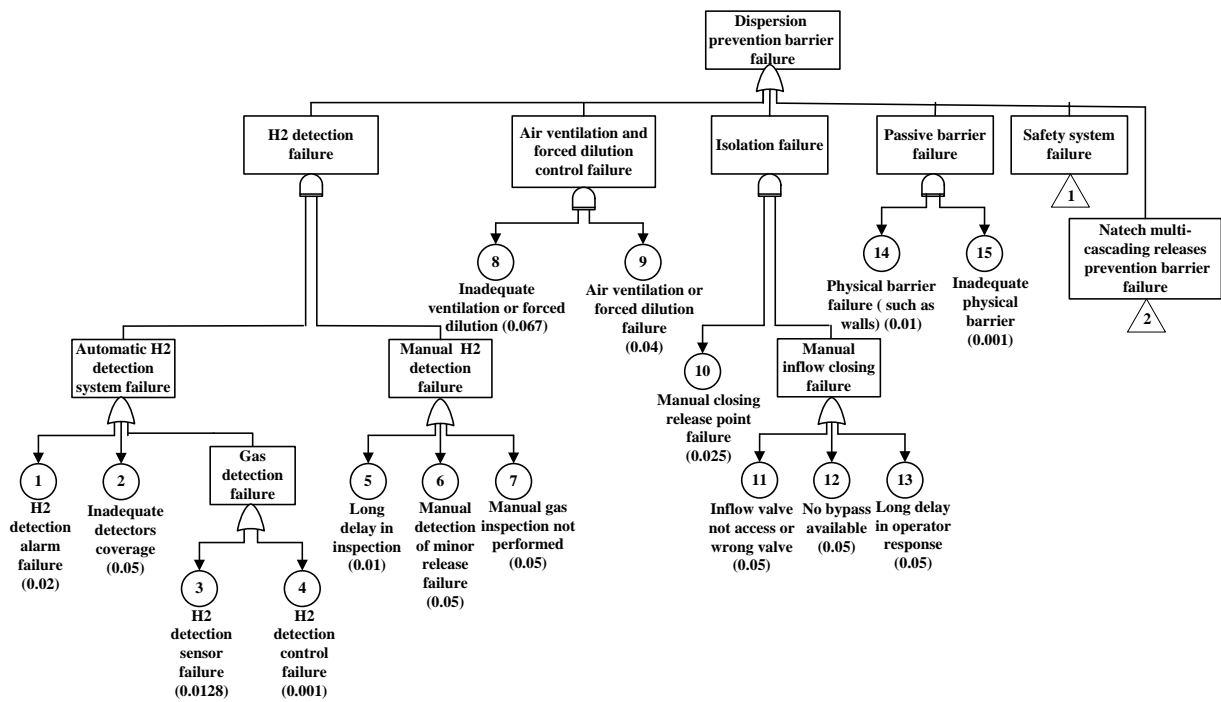 Dispersion
prevention barrier
failure
H2 detection
failure
Air ventilation and
forced dilution
control failure
Isolation failure
Passive barrier
failure
Safety system
failure
1
Natech multi-
cascading releases
prevention barrier
failure
2
8
Inadequate
ventilation or forced
dilution (0.067)
9
Air ventilation or
forced dilution
failure
(0.04)
14
Physical barrier
failure ( such as
walls) (0.01)
15
Inadequate
physical
barrier
(0.001)
Automatic H2
detection
system failure
Manual H2
detection
failure
10
Manual closing
release point
failure
(0.025)
Manual
inflow closing
failure
1
H2
detection
alarm
failure
(0.02)
2
Inadequate
detectors
coverage
(0.05)
Gas
detection
failure
5
Long
delay in
inspection
(0.01)
6
Manual
detection
of minor
release
failure
(0.05)
7
Manual gas
inspection not
performed
(0.05)
11
Inflow valve
not access or
wrong valve
(0.05)
12
No bypass
available
(0.05)
13
Long delay
in operator
response
(0.05)
3
H2
detection
sensor
failure
(0.0128)
4
H2
detection
control
failure
(0.001)